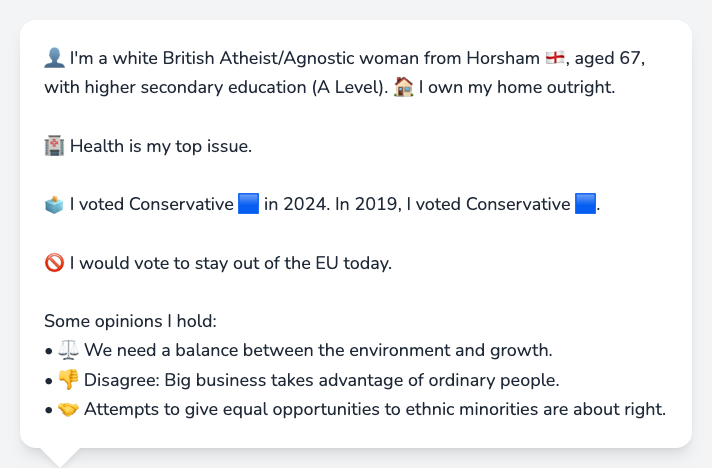 👤 I'm a white British Atheist/Agnostic woman from Horsham 🏴󠁧󠁢󠁥󠁮󠁧󠁿, aged 67,
with higher secondary education (A Level). 🏠 I own my home outright.
🏥 Health is my top issue.
🗳️ I voted Conservative 🟦 in 2024. In 2019, I voted Conservative 🟦.
🚫 I would vote to stay out of the EU today.
Some opinions I hold:
• ⚖️ We need a balance between the environment and growth.
• 👎 Disagree: Big business takes advantage of ordinary people.
• 🤝 Attempts to give equal opportunities to ethnic minorities are about right.